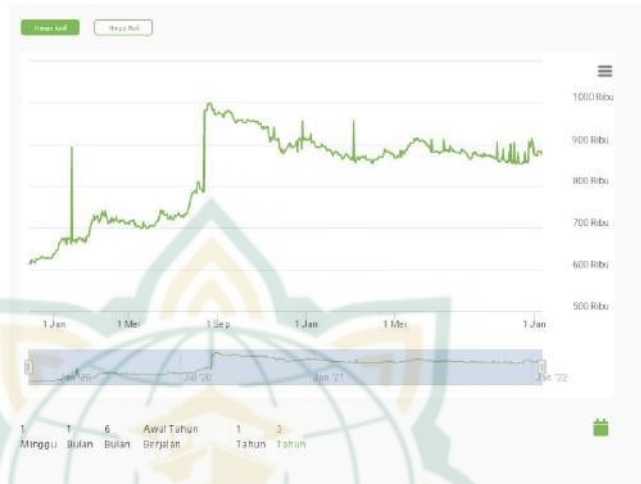 Harga Jual
Harga Beli
1000 Ribu
900 Ribu
800 Ribu
700 Ribu
600 Ribu
500 Ribu
1 Jan 1 Mei 1 Sep 1 Jan 1 Mei 1 Jan
Jul '20 Jan '21 Jan '22
1 1 6 Awal Tahun 1 3
Minggu Bulan Bulan Berjalan Tahun Tahun